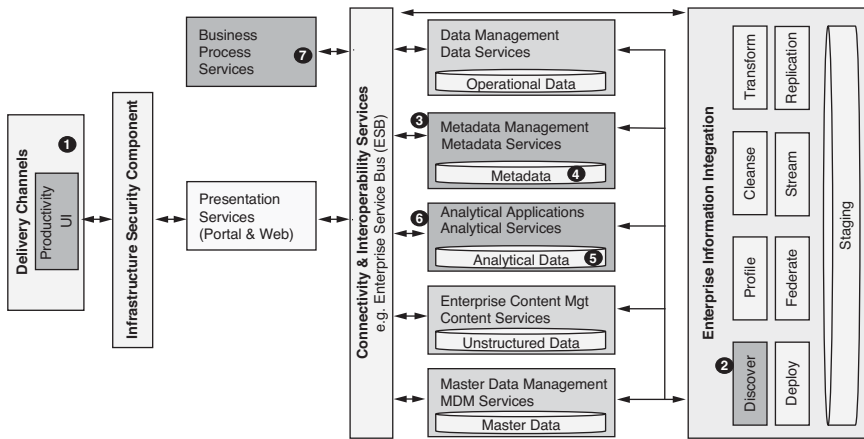 Delivery Channels
1
Productivity
UI
Infrastructure Security Component
Business
Process
Services
7
Presentation
Services
(Portal & Web)
Connectivity & Interoperability Services
e.g. Enterprise Service Bus (ESB)
Data Management
Data Services
Operational Data
3
Metadata Management
Metadata Services
Metadata
4
6
Analytical Applications
Analytical Services
Analytical Data
5
Enterprise Content Mgt
Content Services
Unstructured Data
Master Data Management
MDM Services
Master Data
Enterprise Information Integration
Transform
Replication
Cleanse
Stream
Profile
Federate
2
Discover
Deploy
Staging